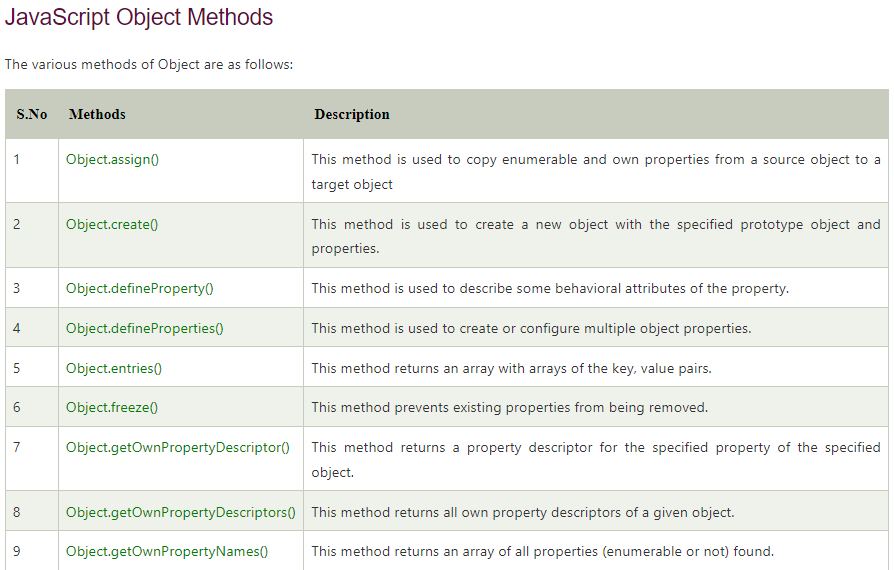 JavaScript Object Methods
The various methods of Object are as follows:
S.No Methods Description
1 Object.assign() This method is used to copy enumerable and own properties from a source object to a
target object
2 Object.create() This method is used to create a new object with the specified prototype object and
properties.
3 Object.defineProperty() This method is used to describe some behavioral attributes of the property.
4 Object.defineProperties() This method is used to create or configure multiple object properties.
5 Object.entries() This method returns an array with arrays of the key, value pairs.
6 Object.freeze() This method prevents existing properties from being removed.
7 Object.getOwnPropertyDescriptor() This method returns a property descriptor for the specified property of the specified
object.
8 Object.getOwnPropertyDescriptors() This method returns all own property descriptors of a given object.
9 Object.getOwnPropertyNames() This method returns an array of all properties (enumerable or not) found.